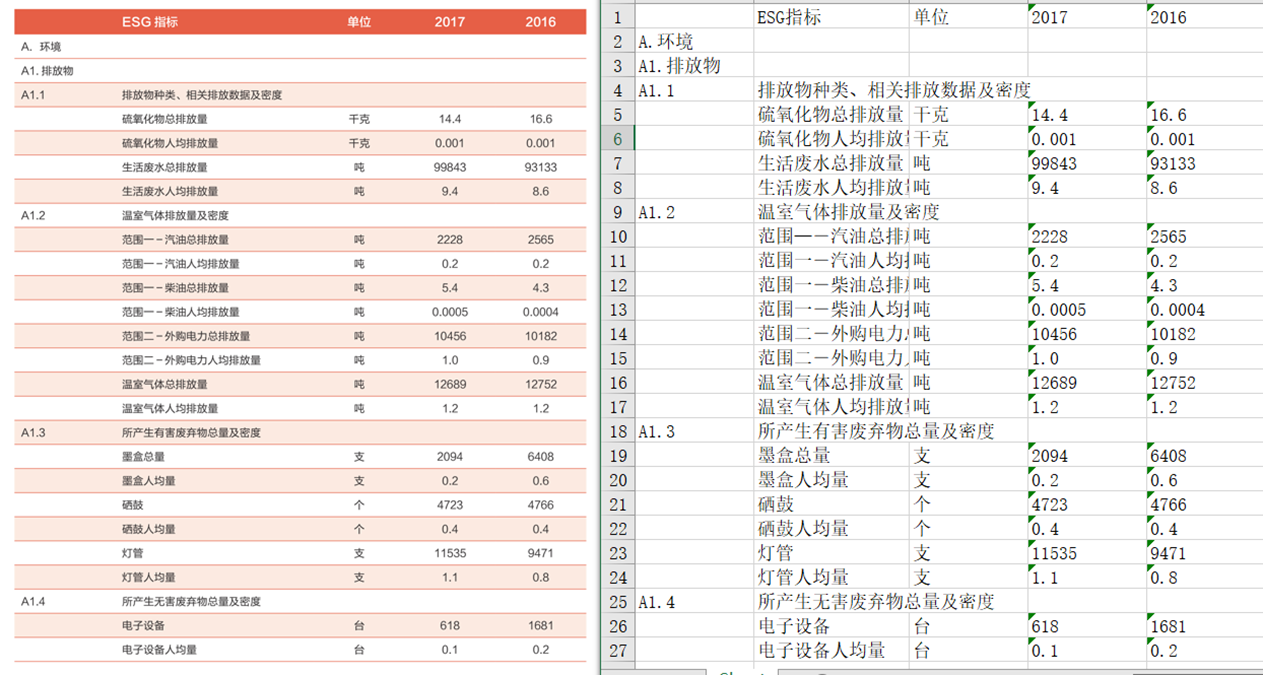 ESG 指标 单位 2017 2016
A. 环境
A1. 排放物
A1.1 排放物种类、相关排放数据及密度
硫氧化物总排放量 千克 14.4 16.6
硫氧化物人均排放量 千克 0.001 0.001
生活废水总排放量 吨 99843 93133
生活废水人均排放量 吨 9.4 8.6
A1.2 温室气体排放量及密度
范围一－汽油总排放量 吨 2228 2565
范围一－汽油人均排放量 吨 0.2 0.2
范围一－柴油总排放量 吨 5.4 4.3
范围一－柴油人均排放量 吨 0.0005 0.0004
范围二－外购电力总排放量 吨 10456 10182
范围二－外购电力人均排放量 吨 1.0 0.9
温室气体总排放量 吨 12689 12752
温室气体人均排放量 吨 1.2 1.2
A1.3 所产生有害废弃物总量及密度
墨盒总量 支 2094 6408
墨盒人均量 支 0.2 0.6
硒鼓 个 4723 4766
硒鼓人均量 个 0.4 0.4
灯管 支 11535 9471
灯管人均量 支 1.1 0.8
A1.4 所产生无害废弃物总量及密度
电子设备 台 618 1681
电子设备人均量 台 0.1 0.2
1 ESG指标 单位 2017 2016
2 A.环境
3 A1.排放物
4 A1.1 排放物种类、相关排放数据及密度
5 硫氧化物总排放量 干克 14.4 16.6
6 硫氧化物人均排放 干克 0.001 0.001
7 生活废水总排放量 吨 99843 93133
8 生活废水人均排放 吨 9.4 8.6
9 A1.2 温室气体排放量及密度
10 范围一－汽油总排 吨 2228 2565
11 范围一－汽油人均 吨 0.2 0.2
12 范围一－柴油总排 吨 5.4 4.3
13 范围一－柴油人均 吨 0.0005 0.0004
14 范围二－外购电力 吨 10456 10182
15 范围二－外购电力 吨 1.0 0.9
16 温室气体总排放量 吨 12689 12752
17 温室气体人均排放 吨 1.2 1.2
18 A1.3 所产生有害废弃物总量及密度
19 墨盒总量 支 2094 6408
20 墨盒人均量 支 0.2 0.6
21 硒鼓 个 4723 4766
22 硒鼓人均量 个 0.4 0.4
23 灯管 支 11535 9471
24 灯管人均量 支 1.1 0.8
25 A1.4 所产生无害废弃物总量及密度
26 电子设备 台 618 1681
27 电子设备人均量 台 0.1 0.2